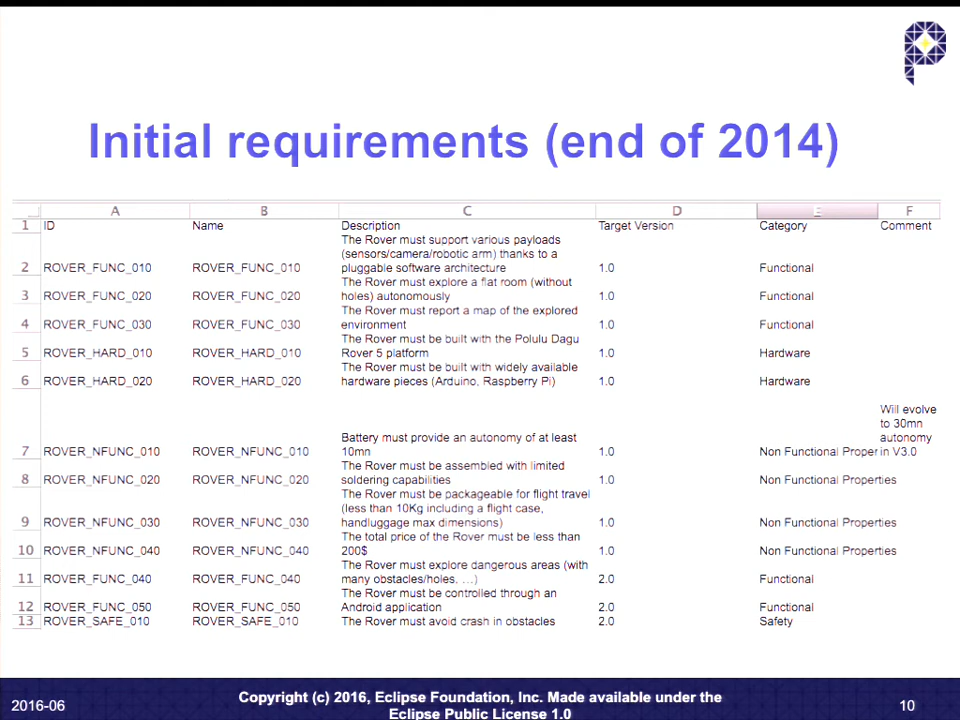 Initial requirements (end of 2014)
A B C D E F
1 ID Name Description Target Version Category Comment
The Rover must support various payloads
(sensors/camera/robotic arm) thanks to a
2 ROVER_FUNC_010 ROVER_FUNC_010 pluggable software architecture 1.0 Functional
The Rover must explore a flat room (without
3 ROVER_FUNC_020 ROVER_FUNC_020 holes) autonomously 1.0 Functional
The Rover must report a map of the explored
4 ROVER_FUNC_030 ROVER_FUNC_030 environment 1.0 Functional
The Rover must be built with the Polulu Dagu
5 ROVER_HARD_010 ROVER_HARD_010 Rover 5 platform 1.0 Hardware
The Rover must be built with widely available
6 ROVER_HARD_020 ROVER_HARD_020 hardware pieces (Arduino, Raspberry Pi) 1.0 Hardware
Will evolve
to 30mn
Battery must provide an autonomy of at least autonomy
7 ROVER_NFUNC_010 ROVER_NFUNC_010 10mn 1.0 Non Functional Proper in V3.0
The Rover must be assembled with limited
8 ROVER_NFUNC_020 ROVER_NFUNC_020 soldering capabilities 1.0 Non Functional Properties
The Rover must be packageable for flight travel
(less than 10Kg including a flight case,
9 ROVER_NFUNC_030 ROVER_NFUNC_030 handluggage max dimensions) 1.0 Non Functional Properties
The total price of the Rover must be less than
10 ROVER_NFUNC_040 ROVER_NFUNC_040 200$ 1.0 Non Functional Properties
The Rover must explore dangerous areas (with
11 ROVER_FUNC_040 ROVER_FUNC_040 many obstacles/holes, ...) 2.0 Functional
The Rover must be controlled through an
12 ROVER_FUNC_050 ROVER_FUNC_050 Android application 2.0 Functional
13 ROVER_SAFE_010 ROVER_SAFE_010 The Rover must avoid crash in obstacles 2.0 Safety
2016-06
Copyright (c) 2016, Eclipse Foundation, Inc. Made available under the
Eclipse Public License 1.0
10